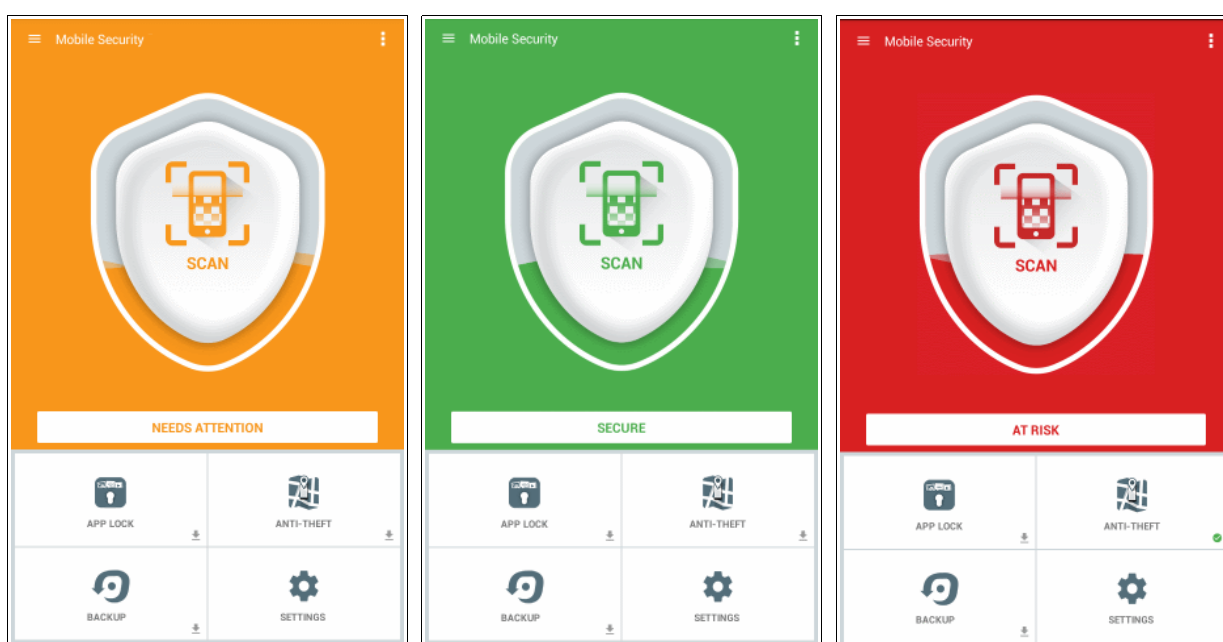 Mobile Security
SCAN
NEEDS ATTENTION
APP LOCK
ANTI-THEFT
BACKUP
SETTINGS
Mobile Security
SCAN
SECURE
APP LOCK
ANTI-THEFT
BACKUP
SETTINGS
Mobile Security
SCAN
AT RISK
APP LOCK
ANTI-THEFT
BACKUP
SETTINGS